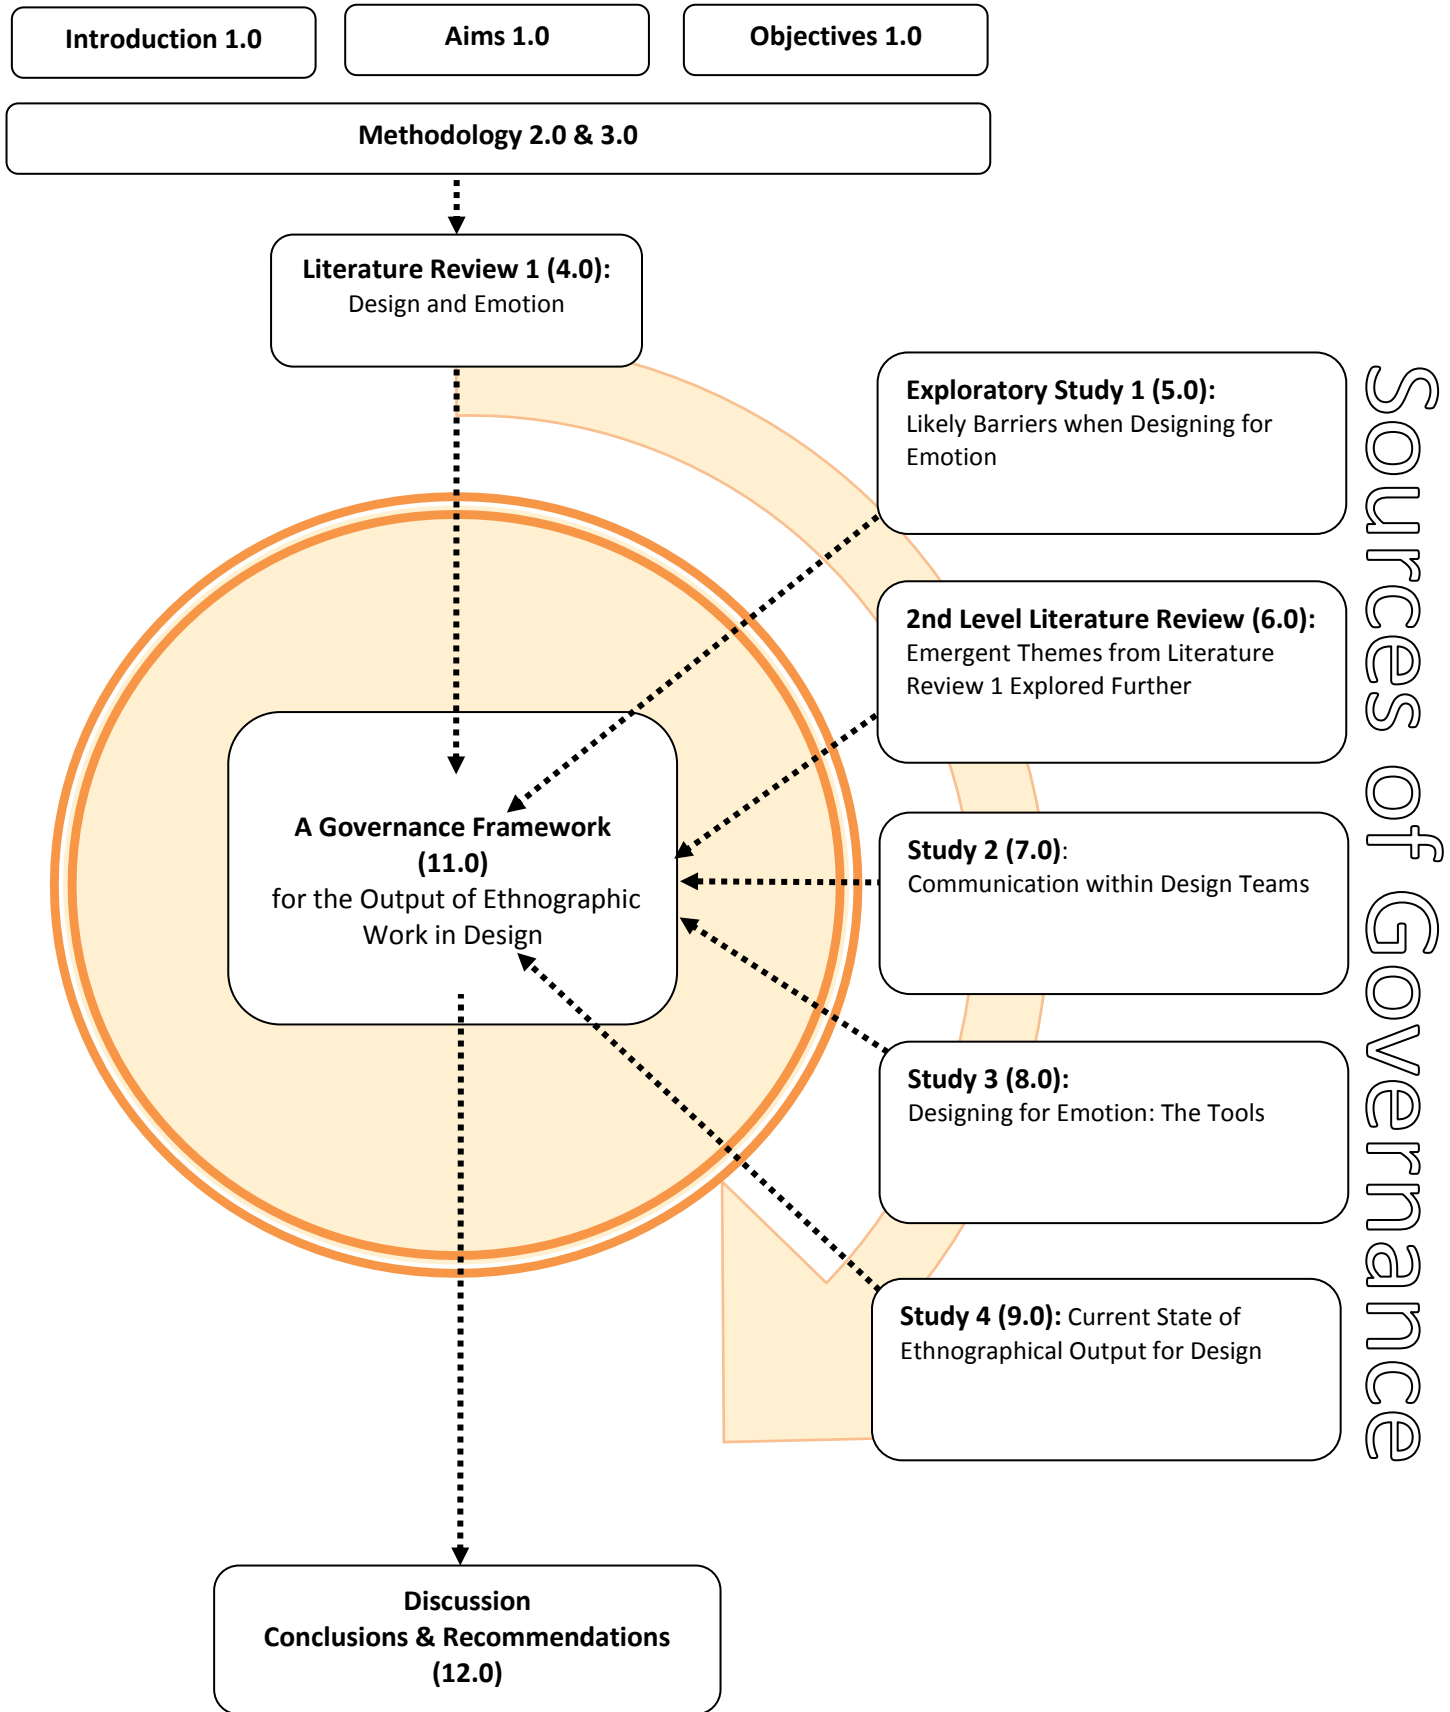 Introduction 1.0
Aims 1.0
Objectives 1.0
Methodology 2.0 & 3.0
Literature Review 1 (4.0):
Design and Emotion
Exploratory Study 1 (5.0):
Likely Barriers when Designing for
Emotion
2nd Level Literature Review (6.0):
Emergent Themes from Literature
Review 1 Explored Further
A Governance Framework
(11.0)
for the Output of Ethnographic
Work in Design
Study 2 (7.0):
Communication within Design Teams
Study 3 (8.0):
Designing for Emotion: The Tools
Study 4 (9.0): Current State of
Ethnographical Output for Design
Sources of Governance
Discussion
Conclusions & Recommendations
(12.0)